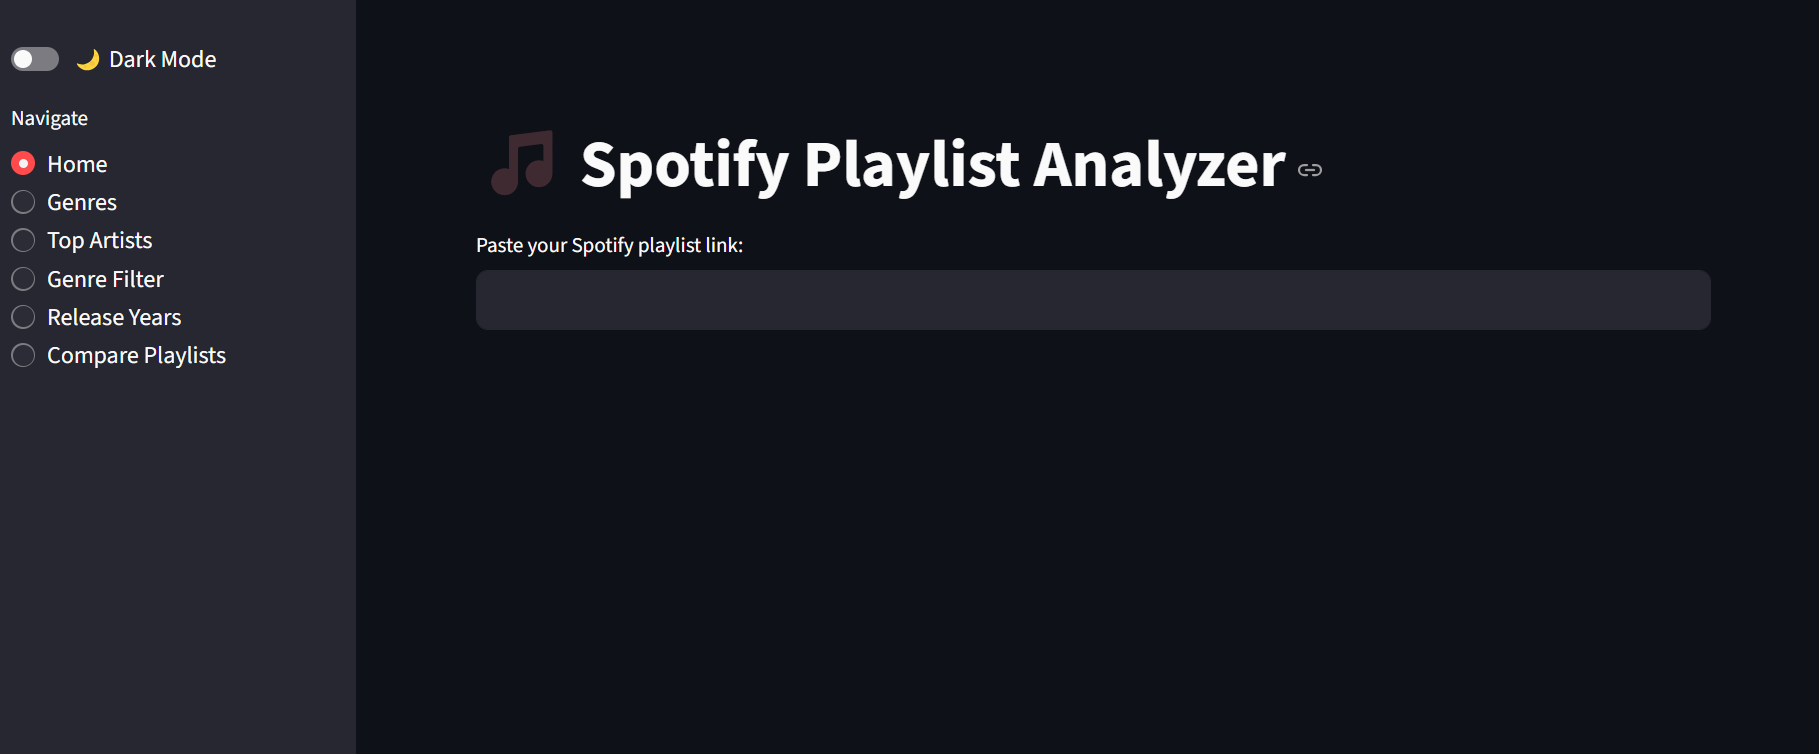 🌙 Dark Mode
Navigate
Home
Genres
Top Artists
Genre Filter
Release Years
Compare Playlists
🎵 Spotify Playlist Analyzer
Paste your Spotify playlist link: